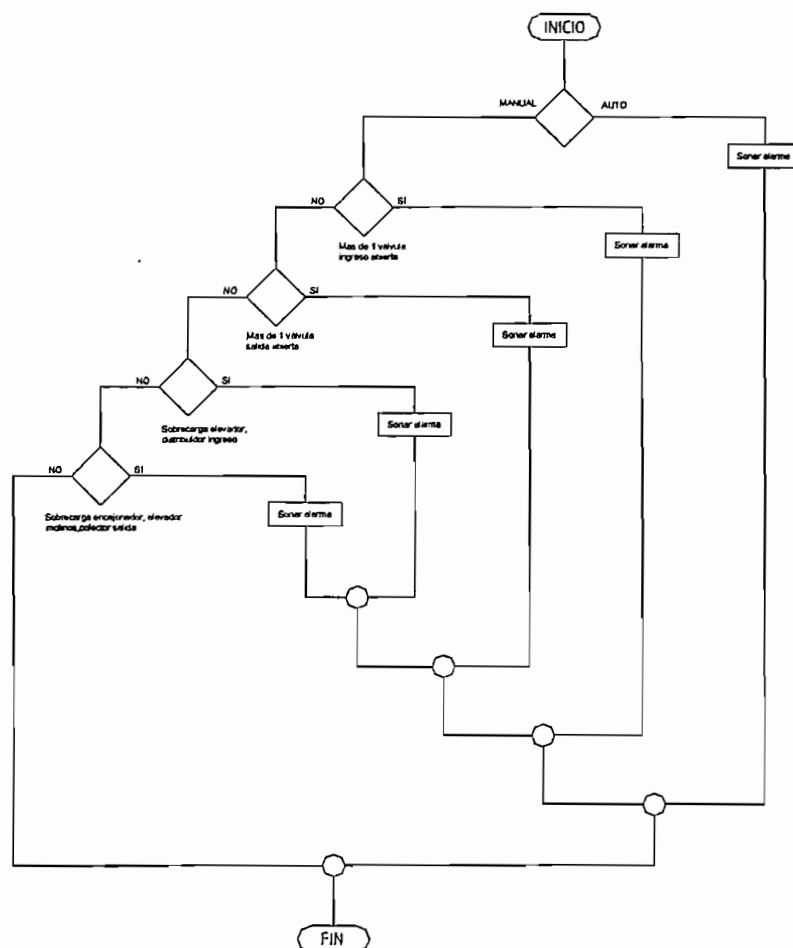 INICIO
MANUAL
AUTO
Sonar alarma
NO
SI
Mas de 1 valvula
ingreso abierta
Sonar alarma
NO
SI
Mas de 1 valvula
salida abierta
Sonar alarma
NO
SI
Sobrecarga elevador,
distribuidor ingreso
Sonar alarma
NO
SI
Sobrecarga encajonador, elevador
molinos,colector salida
Sonar alarma
FIN